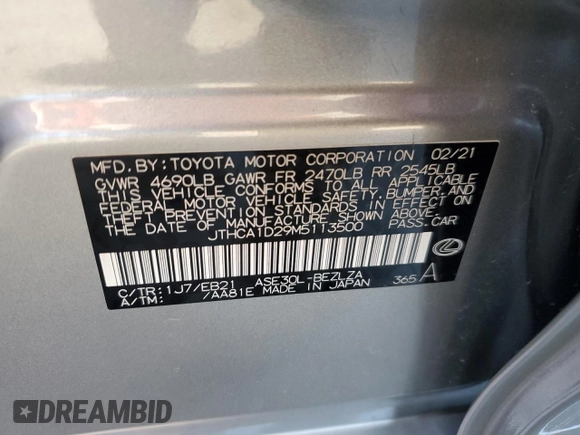 MFD. BY: TOYOTA MOTOR CORPORATION 02/21
GVWR 4690LB GAWR FR 2470LB RR 2545LB
THIS VEHICLE CONFORMS TO ALL APPLICABLE
FEDERAL MOTOR VEHICLE SAFETY, BUMPER, AND
THEFT PREVENTION STANDARDS IN EFFECT ON
THE DATE OF MANUFACTURE SHOWN ABOVE.
JTHCA1D29M5113500 PASS.CAR
C/TR:1J7/EB21 ASE30L-BEZLZA
A/TM: /AA81E MADE IN JAPAN 365 A
DREAMBID